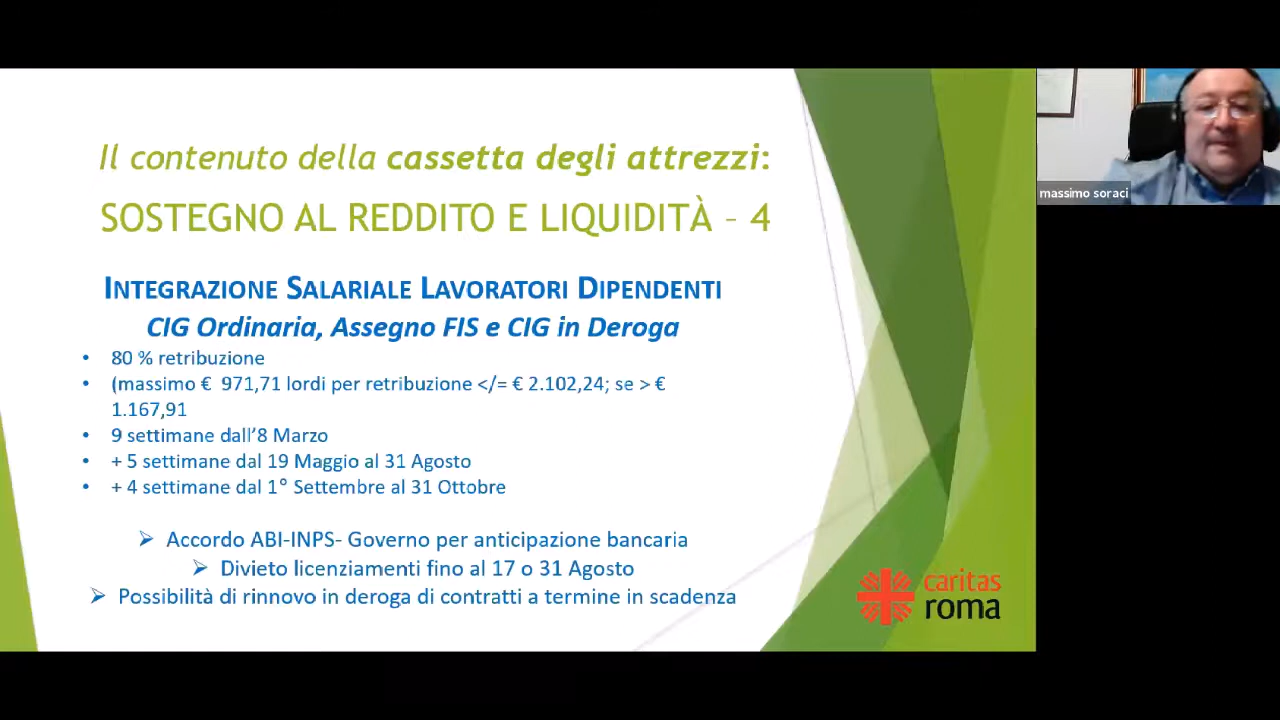 Il contenuto della cassetta degli attrezzi:
SOSTEGNO AL REDDITO E LIQUIDITÀ – 4
INTEGRAZIONE SALARIALE LAVORATORI DIPENDENTI
CIG Ordinaria, Assegno FIS e CIG in Deroga
• 80 % retribuzione
• (massimo € 971,71 lordi per retribuzione </= € 2.102,24; se > €
1.167,91
• 9 settimane dall’8 Marzo
• + 5 settimane dal 19 Maggio al 31 Agosto
• + 4 settimane dal 1° Settembre al 31 Ottobre
➢ Accordo ABI-INPS- Governo per anticipazione bancaria
➢ Divieto licenziamenti fino al 17 o 31 Agosto
➢ Possibilità di rinnovo in deroga di contratti a termine in scadenza
caritas
roma
massimo soraci